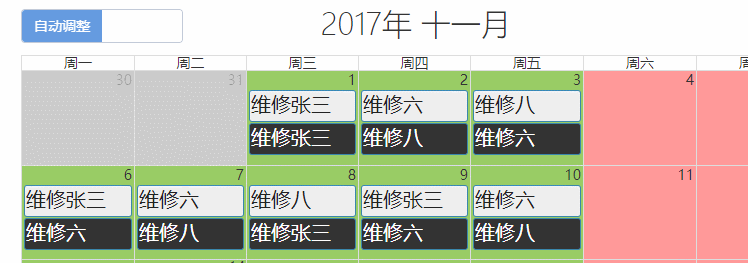 自动调整
2017年 十一月
周一 周二 周三 周四 周五 周六
30 31 1 2 3 4
维修张三 维修六 维修八
维修张三 维修八 维修六
6 7 8 9 10 11
维修张三 维修六 维修八 维修张三 维修六
维修六 维修八 维修张三 维修张三 维修八